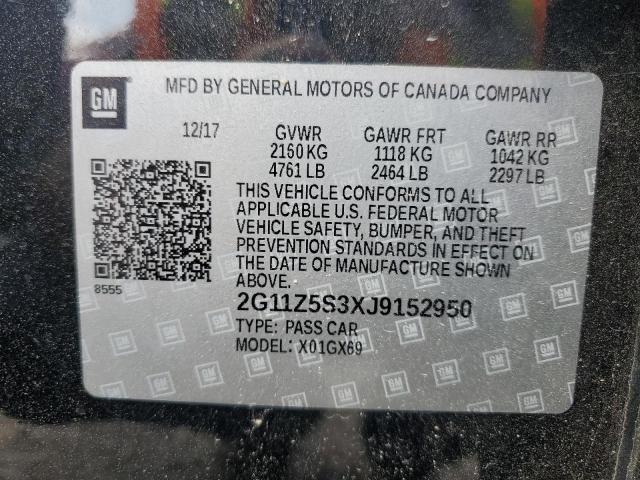 GM
MFD BY GENERAL MOTORS OF CANADA COMPANY
12/17 GVWR GAWR FRT GAWR RR
2160 KG 1118 KG 1042 KG
4761 LB 2464 LB 2297 LB
THIS VEHICLE CONFORMS TO ALL
APPLICABLE U.S. FEDERAL MOTOR
VEHICLE SAFETY, BUMPER, AND THEFT
PREVENTION STANDARDS IN EFFECT ON
THE DATE OF MANUFACTURE SHOWN
ABOVE.
8555
2G11Z5S3XJ9152950
TYPE: PASS CAR
MODEL: X01GX69